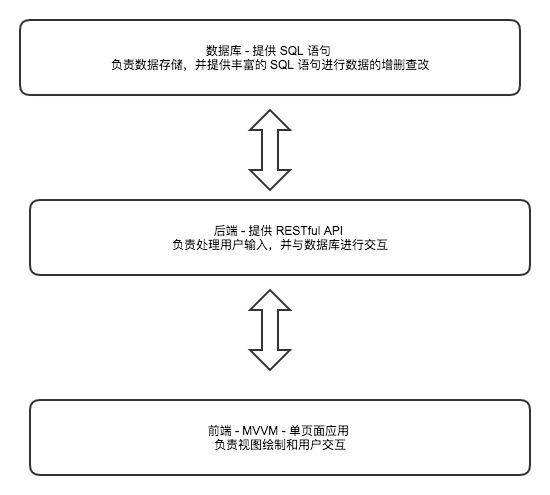 数据库 - 提供 SQL 语句
负责数据存储，并提供丰富的 SQL 语句进行数据的增删查改
后端 - 提供 RESTful API
负责处理用户输入，并与数据库进行交互
前端 - MVVM - 单页面应用
负责视图绘制和用户交互